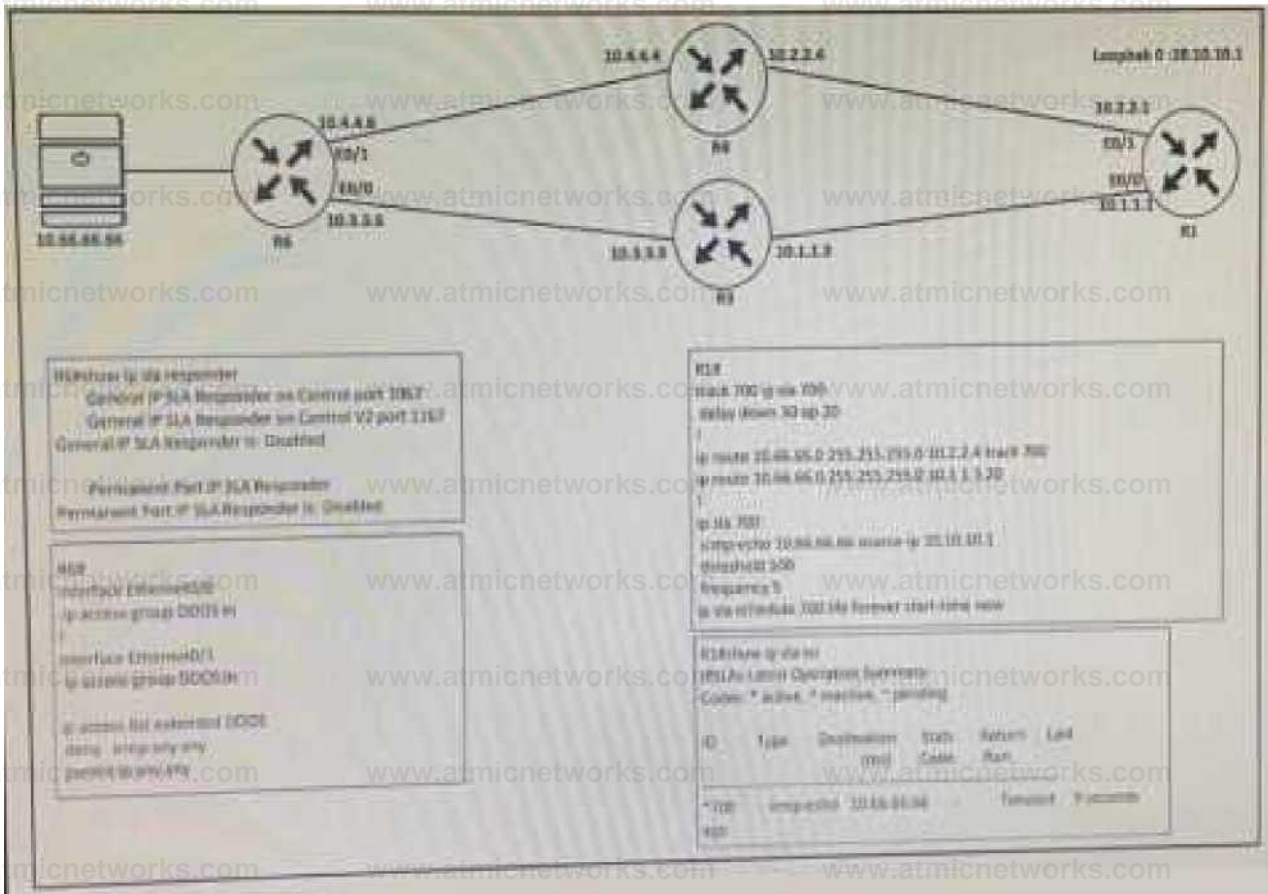 www.atmicnetworks.com
10.4.4.4
10.2.2.4
Loopbak 0 :10.10.10.1
10.2.2.1
10.4.4.6
E0/1
E0/1
R4
E0/0
E0/0
10.1.1.1
10.66.66.66
10.3.3.6
R6
10.3.3.3
10.1.1.3
R1
R3
R6#show ip sla responder
General IP SLA Responder on Control port 1967
General IP SLA Responder on Control V2 port 1167
General IP SLA Responder is: Disabled
Permanent Port IP SLA Responder
Permanent Port IP SLA Responder is: Disabled
R6#
interface Ethernet0/0
ip access-group DDOS in
!
interface Ethernet0/1
ip access-group DDOS in
ip access-list extended DDOS
deny icmp any any
permit ip any any
R1#
track 700 ip sla 700
delay down 30 up 20
!
ip route 10.66.66.0 255.255.255.0 10.2.2.4 track 700
ip route 10.66.66.0 255.255.255.0 10.1.1.3 20
!
ip sla 700
icmp-echo 10.66.66.66 source-ip 10.10.10.1
threshold 500
frequency 5
ip sla schedule 700 life forever start-time now
R1#show ip sla su
IPSLAs Latest Operation Summary
Codes: * active, ^ inactive, ~ pending
ID Type Destination Stats Return Last
(ms) Code Run
*700 icmp-echo 10.66.66.66 - Timeout 9 seconds
ago
www.atmicnetworks.com